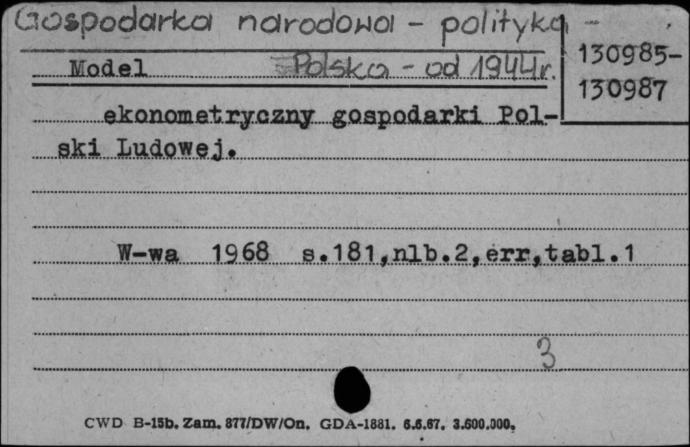 Gospodarka narodowa - polityka -
Polska - od 1944r.
130985-
130987
Model
ekonometryczny gospodarki Pol-
ski Ludowej.
W-wa 1968 s.181,nlb.2,err,tabl.1
3
CWD B-15b. Zam. 877/DW/On. GDA-1881. 6.6.67. 3.600.000.